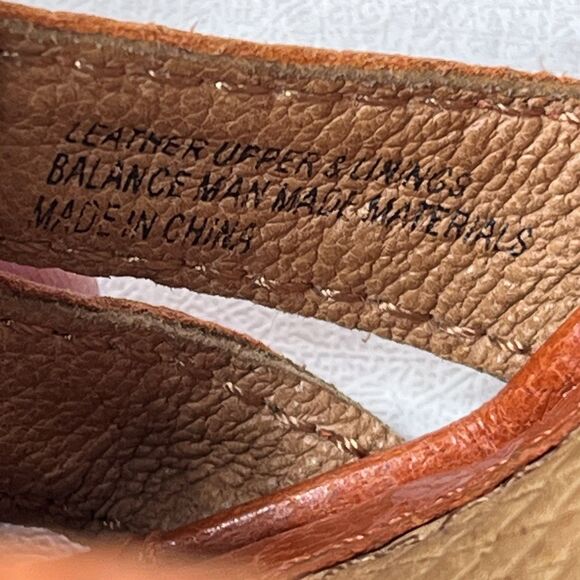 LEATHER UPPER & LININGS
BALANCE MAN MADE MATERIALS
MADE IN CHINA